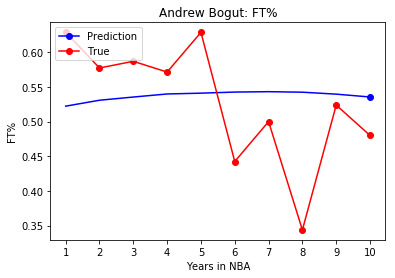 Andrew Bogut: FT%
Prediction
True
0.60
0.55
0.50
0.45
0.40
0.35
FT%
1 2 3 4 5 6 7 8 9 10
Years in NBA